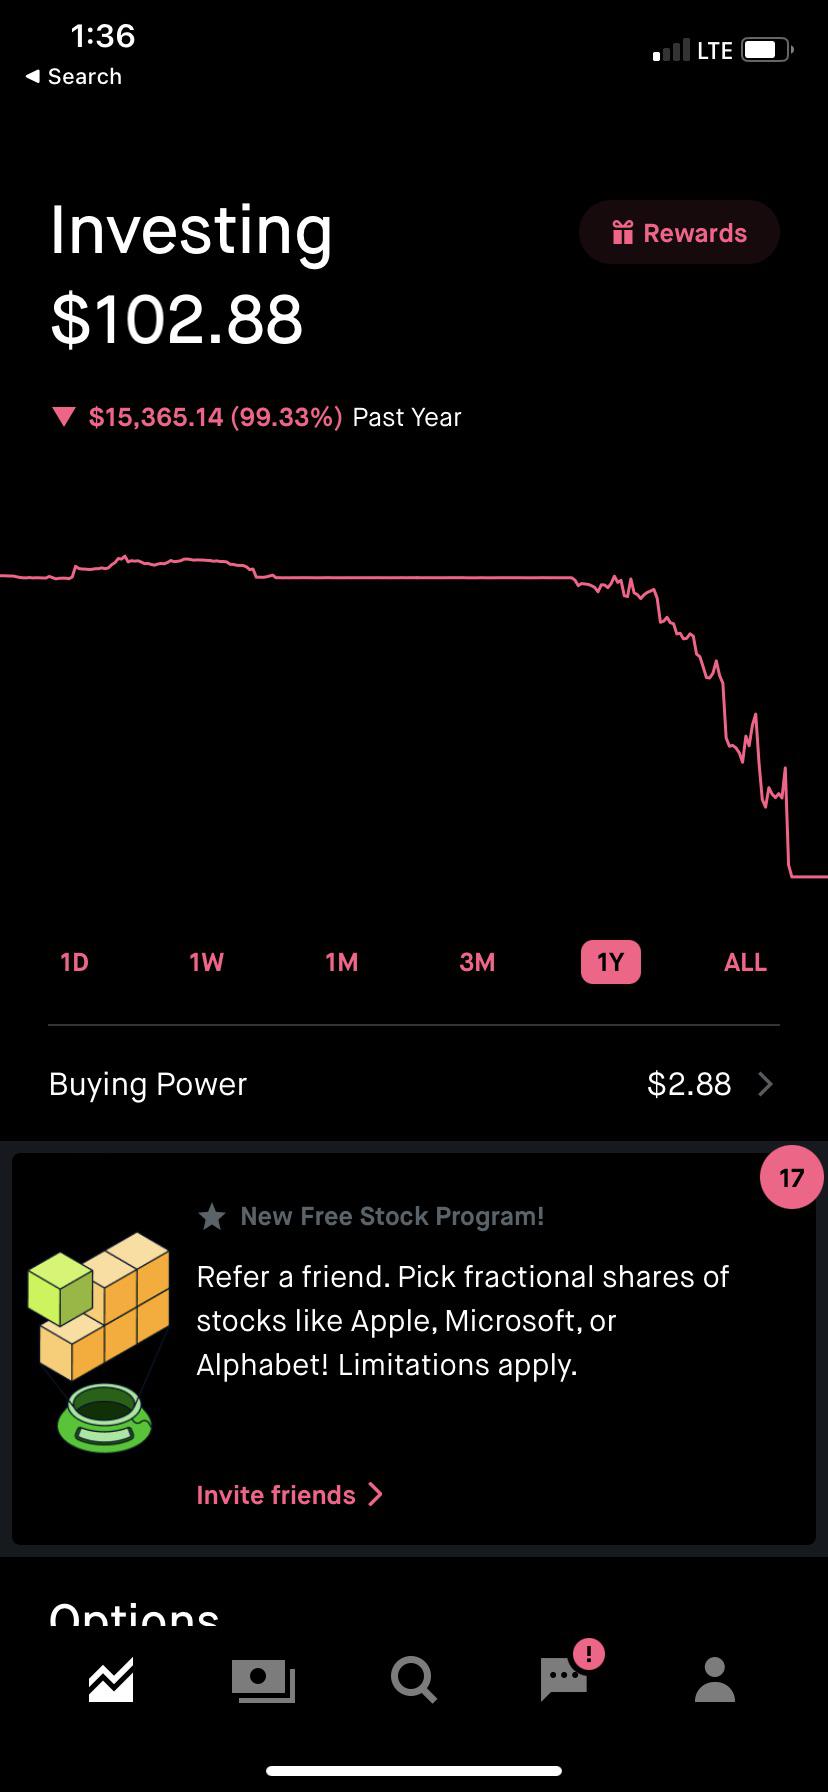 1:36
LTE
◀ Search
Investing
Rewards
$102.88
▼ $15,365.14 (99.33%) Past Year
1D 1W 1M 3M 1Y ALL
Buying Power $2.88
17
New Free Stock Program!
Refer a friend. Pick fractional shares of
stocks like Apple, Microsoft, or
Alphabet! Limitations apply.
Invite friends
Options
!